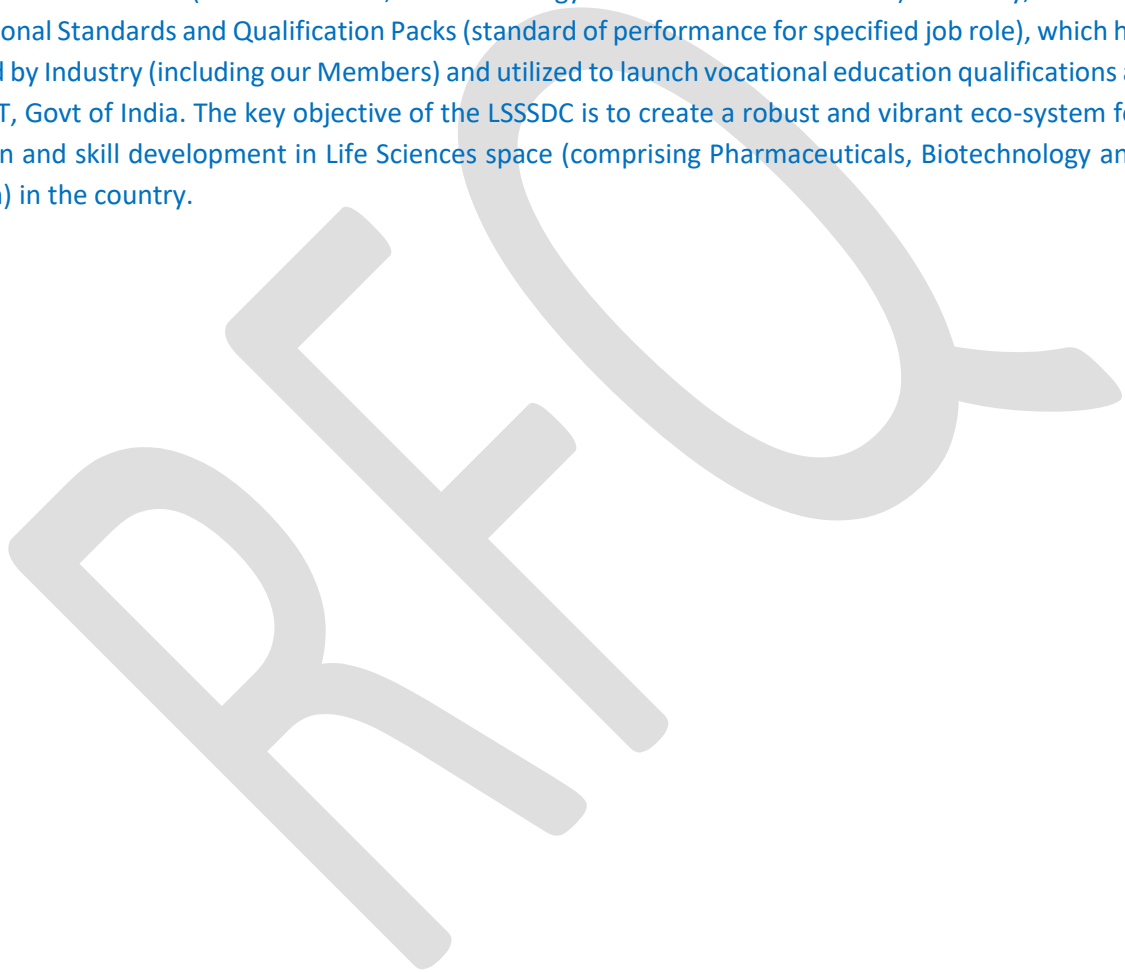 onal Standards and Qualification Packs (standard of performance for specified job role), which h
by Industry (including our Members) and utilized to launch vocational education qualifications a
T, Govt of India. The key objective of the LSSSDC is to create a robust and vibrant eco-system fo
n and skill development in Life Sciences space (comprising Pharmaceuticals, Biotechnology an
) in the country.
RFQ